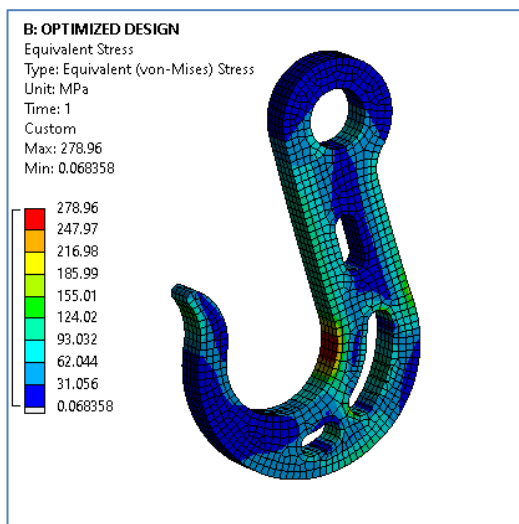 B: OPTIMIZED DESIGN
Equivalent Stress
Type: Equivalent (von-Mises) Stress
Unit: MPa
Time: 1
Custom
Max: 278.96
Min: 0.068358
278.96
247.97
216.98
185.99
155.01
124.02
93.032
62.044
31.056
0.068358